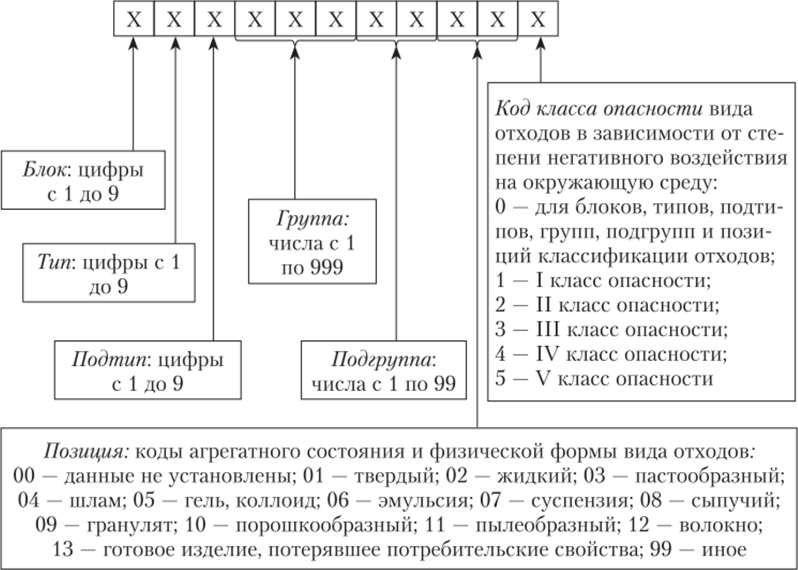 X X X X X X X X X X X
Блок: цифры
с 1 до 9
Тип: цифры с 1
до 9
Подтип: цифры
с 1 до 9
Группа:
числа с 1
по 999
Подгруппа:
числа с 1 по 99
Код класса опасности вида
отходов в зависимости от сте-
пени негативного воздействия
на окружающую среду:
0 — для блоков, типов, подти-
пов, групп, подгрупп и пози-
ций классификации отходов;
1 — I класс опасности;
2 — II класс опасности;
3 — III класс опасности;
4 — IV класс опасности;
5 — V класс опасности
Позиция: коды агрегатного состояния и физической формы вида отходов:
00 — данные не установлены; 01 — твердый; 02 — жидкий; 03 — пастообразный;
04 — шлам; 05 — гель, коллоид; 06 — эмульсия; 07 — суспензия; 08 — сыпучий;
09 — гранулят; 10 — порошкообразный; 11 — пылеобразный; 12 — волокно;
13 — готовое изделие, потерявшее потребительские свойства; 99 — иное